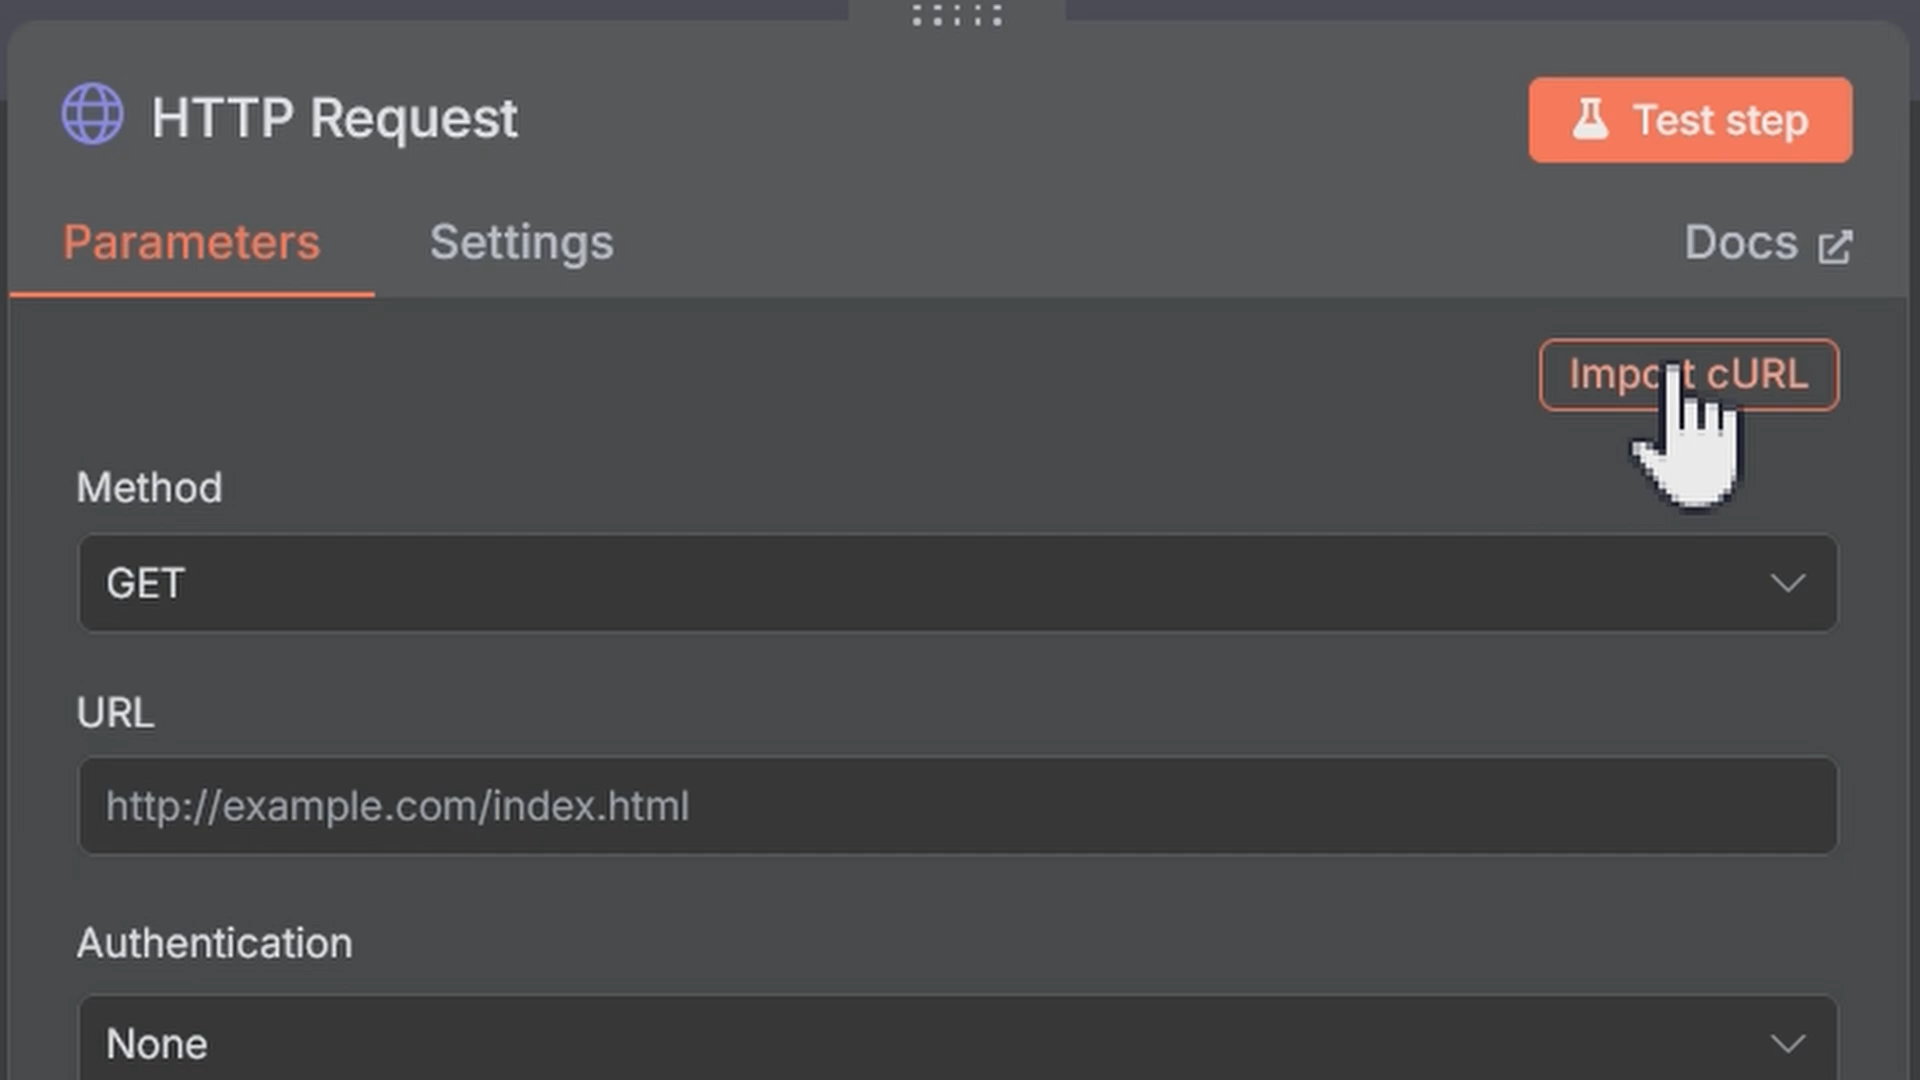 HTTP Request
Test step
Parameters
Settings
Docs
Import cURL
Method
GET
URL
http://example.com/index.html
Authentication
None